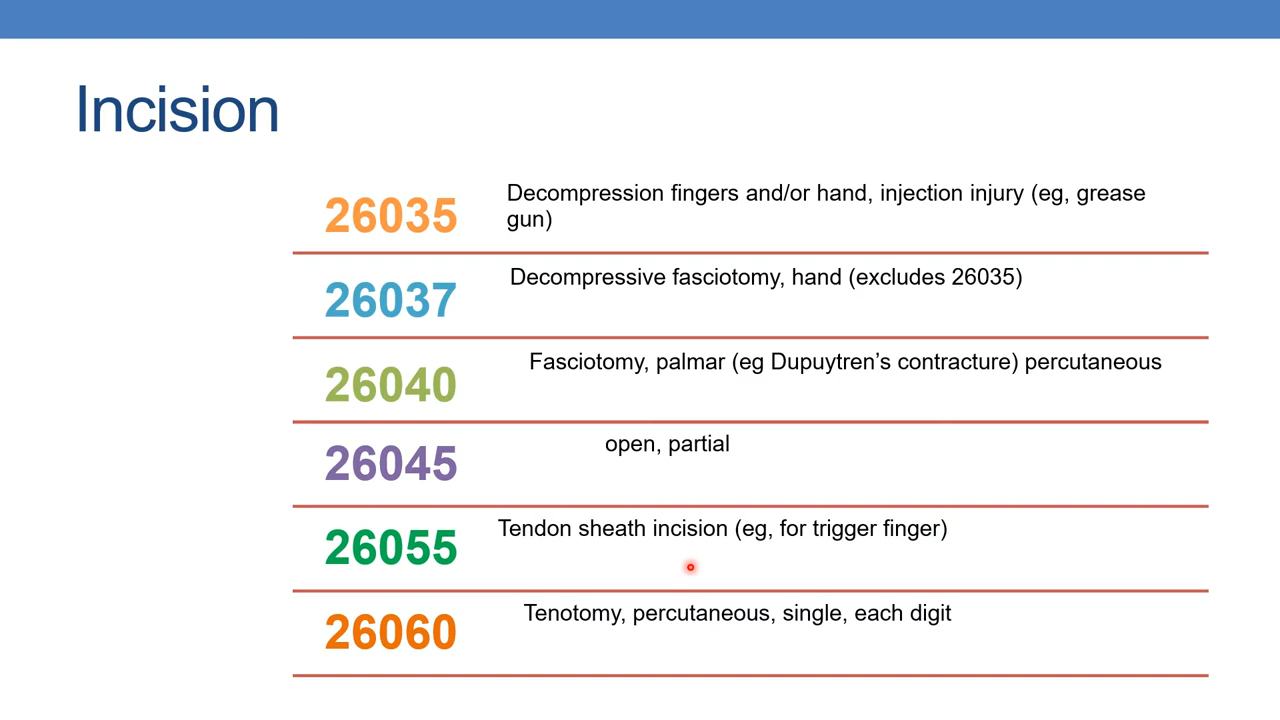 Incision
26035
Decompression fingers and/or hand, injection injury (eg, grease
gun)
26037
Decompressive fasciotomy, hand (excludes 26035)
26040
Fasciotomy, palmar (eg Dupuytren’s contracture) percutaneous
26045
open, partial
26055
Tendon sheath incision (eg, for trigger finger)
26060
Tenotomy, percutaneous, single, each digit